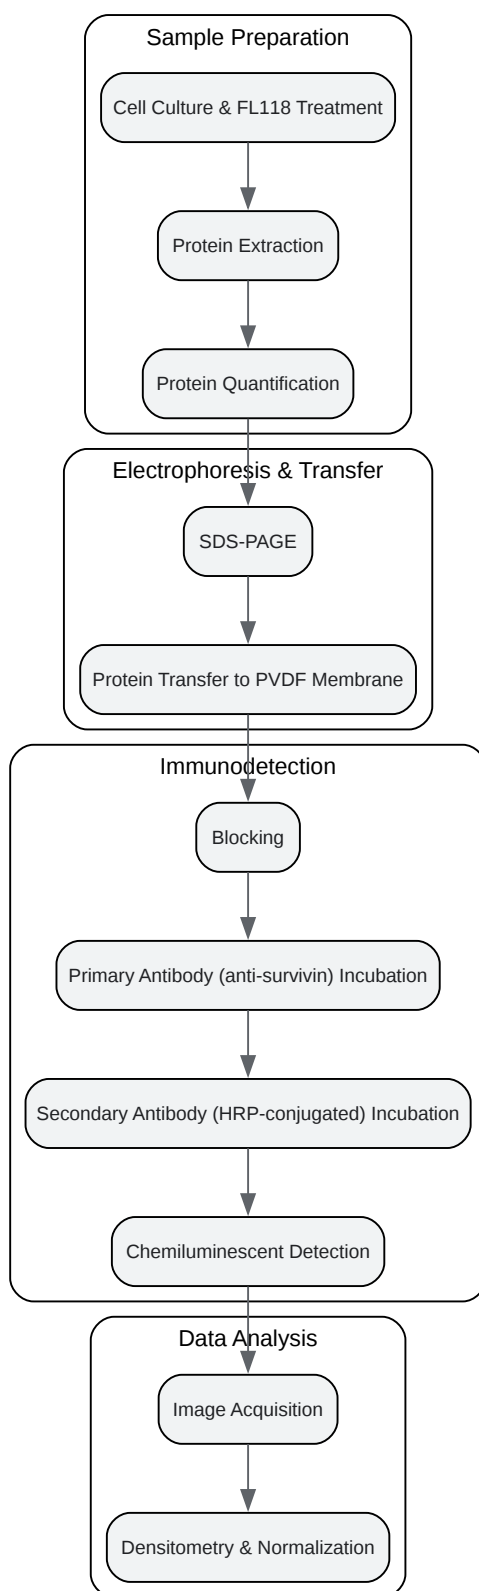 Sample Preparation
Cell Culture & FL118 Treatment
Protein Extraction
Protein Quantification
Electrophoresis & Transfer
SDS-PAGE
Protein Transfer to PVDF Membrane
Immunodetection
Blocking
Primary Antibody (anti-survivin) Incubation
Secondary Antibody (HRP-conjugated) Incubation
Chemiluminescent Detection
Data Analysis
Image Acquisition
Densitometry & Normalization